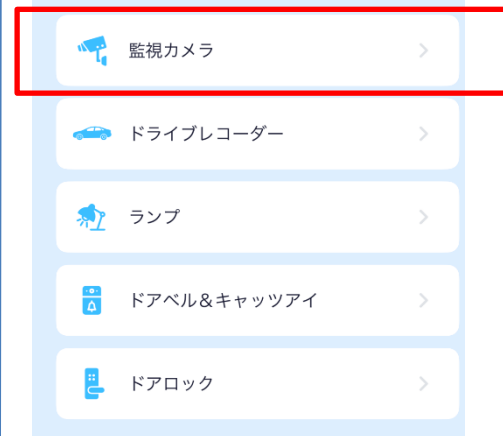 監視カメラ
ドライブレコーダー
ランプ
ドアベル＆キャッツアイ
ドアロック